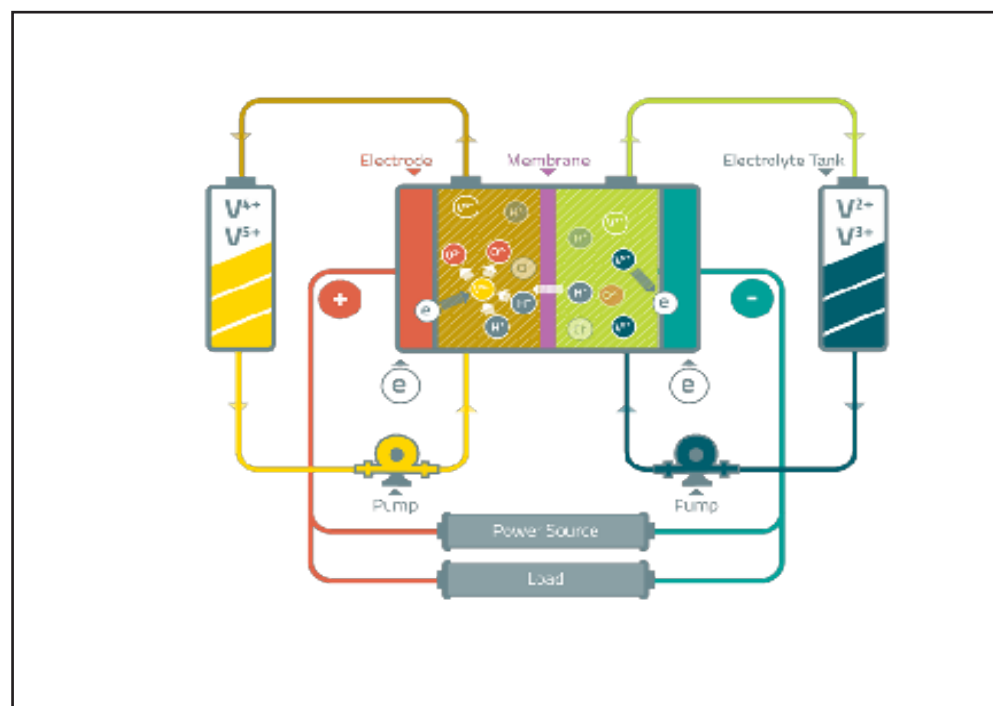 Electrode
Membrane
Electrolyte Tank
V⁴⁺
V⁵⁺
V²⁺
V³⁺
H⁺
H⁺
H⁺
H⁺
+
-
e
e
e
e
Pump
Pump
Power Source
Load